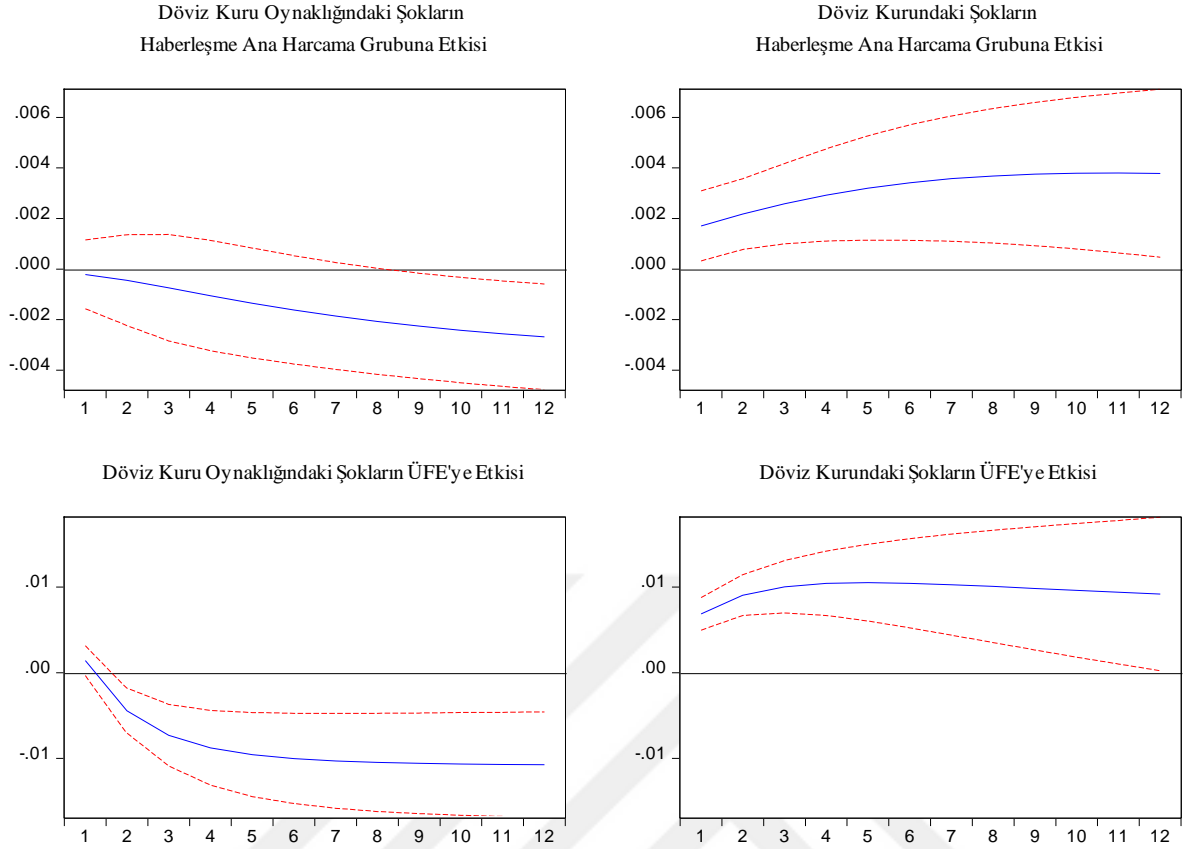 Döviz Kuru Oynaklığındaki Şokların
Haberleşme Ana Harcama Grubuna Etkisi
.006
.004
.002
.000
-.002
-.004
1 2 3 4 5 6 7 8 9 10 11 12
Döviz Kurundaki Şokların
Haberleşme Ana Harcama Grubuna Etkisi
.006
.004
.002
.000
-.002
-.004
1 2 3 4 5 6 7 8 9 10 11 12
Döviz Kuru Oynaklığındaki Şokların ÜFE'ye Etkisi
.01
.00
-.01
1 2 3 4 5 6 7 8 9 10 11 12
Döviz Kurundaki Şokların ÜFE'ye Etkisi
.01
.00
-.01
1 2 3 4 5 6 7 8 9 10 11 12